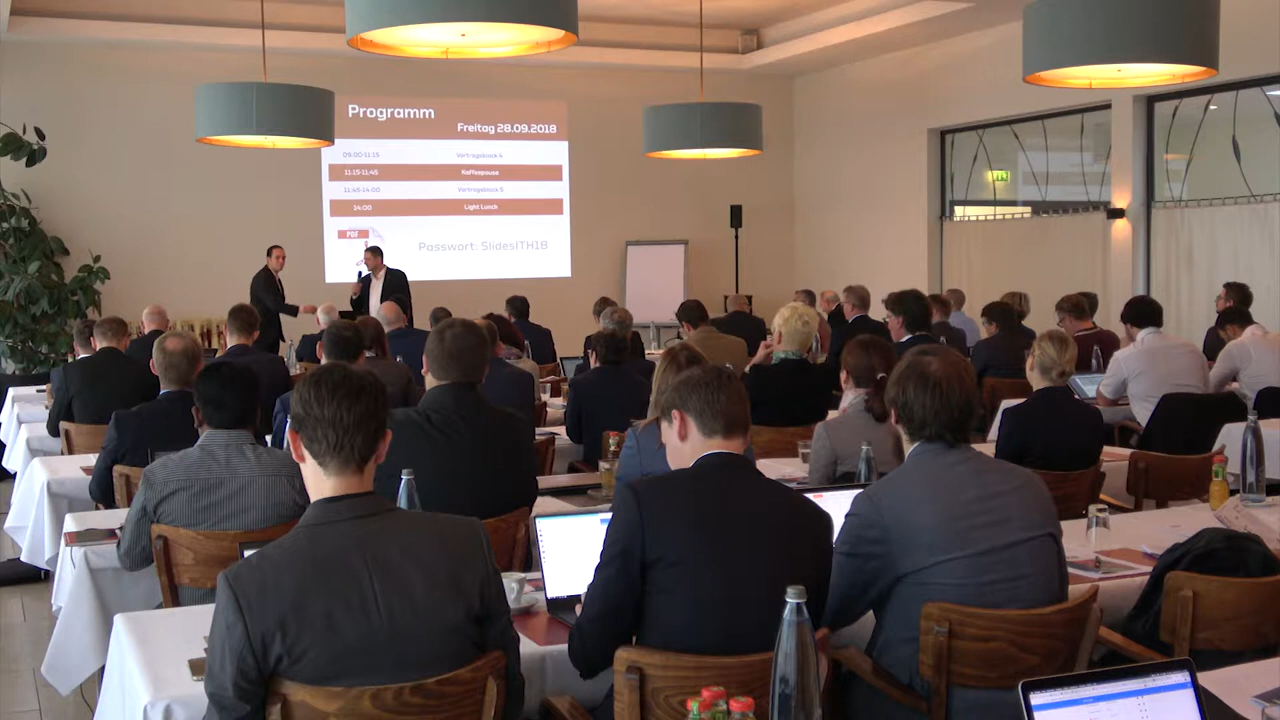 Programm
Freitag 28.09.2018
09:00-11:15 Vortragsblock 4
11:15-11:45 Kaffeepause
11:45-14:00 Vortragsblock 5
14:00 Light Lunch
PDF
Passwort: SlidesITH18